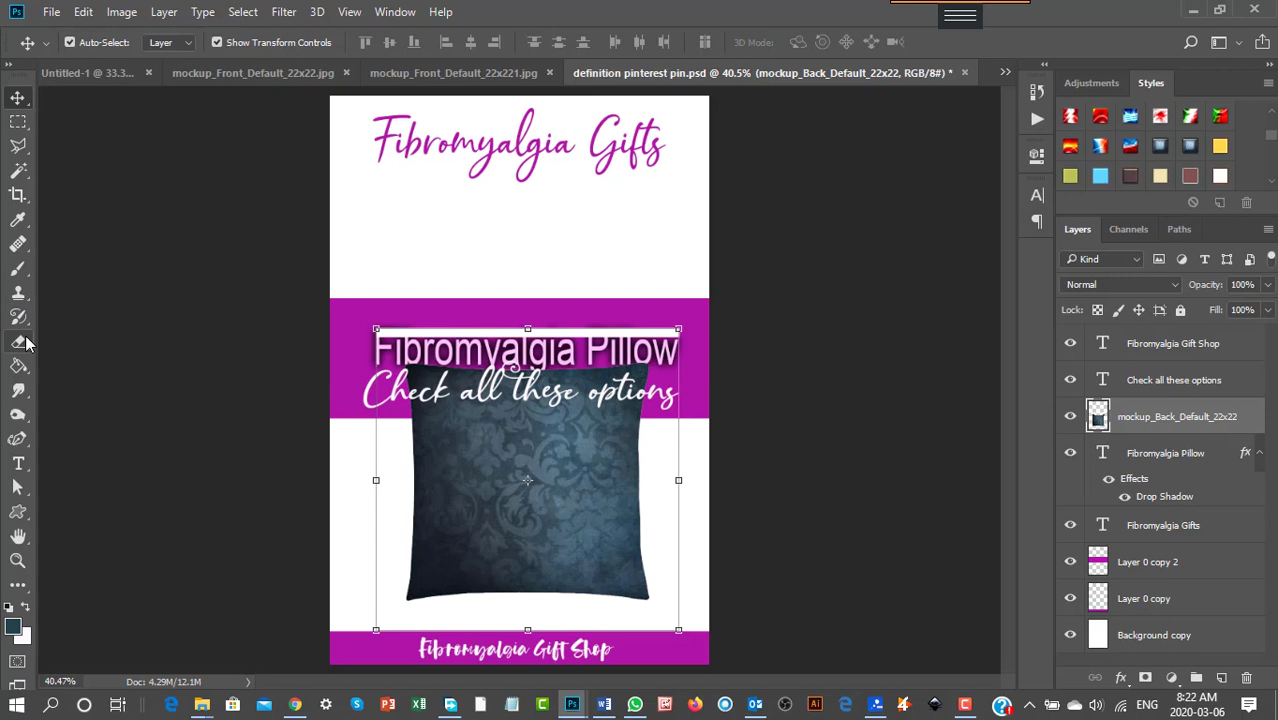 Ps File Edit Image Layer Type Select Filter 3D View Window Help
Auto-Select: Layer Show Transform Controls 3D Modes:
Untitled-1 @ 33.3... × mockup_Front_Default_22x22.jpg × mockup_Front_Default_22x221.jpg × definition pinterest pin.psd @ 40.5% (mockup_Back_Default_22x22, RGB/8#) * ×
Adjustments Styles
Fibromyalgia Gifts
Fibromyalgia Pillow
Check all these options
Fibromyalgia Gift Shop
Layers Channels Paths
Kind
Normal Opacity: 100%
Lock: Fill: 100%
Fibromyalgia Gift Shop
Check all these options
mockup_Back_Default_22x22
Fibromyalgia Pillow fx
Effects
Drop Shadow
Fibromyalgia Gifts
Layer 0 copy 2
Layer 0 copy
Background copy
40.47% Doc: 4.29M/12.1M
8:22 AM
2020-03-06